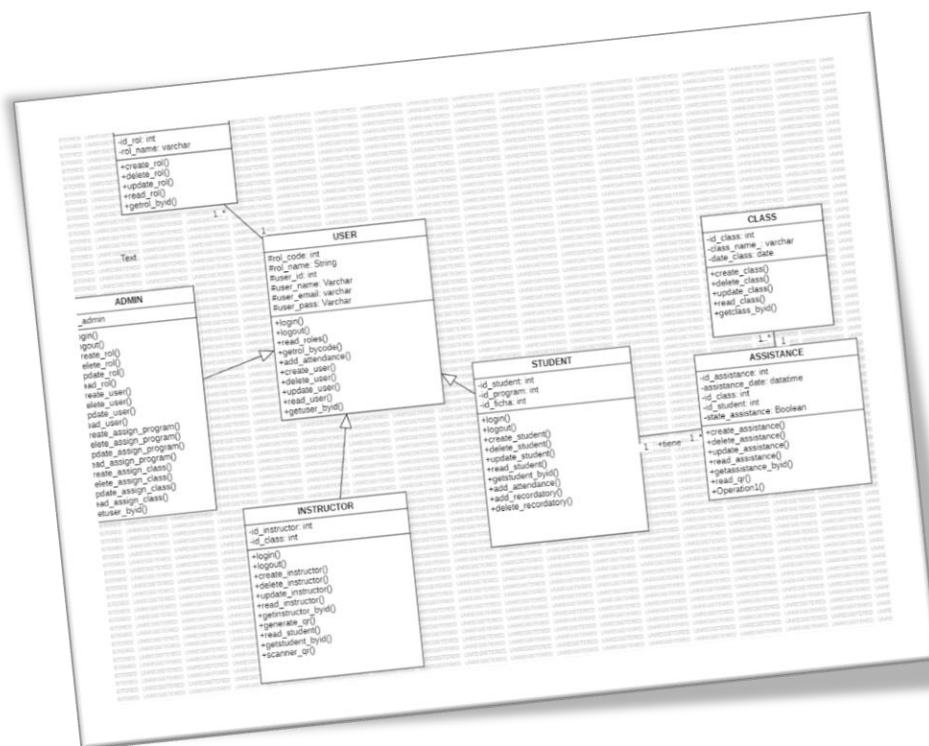 -id_rol: int
-rol_name: varchar
+create_rol()
+delete_rol()
+update_rol()
+read_rol()
+getrol_byid()
1..*
1
Text
USER
#rol_code: int
#rol_name: String
#user_id: int
#user_name: Varchar
#user_email: varchar
#user_pass: Varchar
+login()
+logout()
+read_roles()
+getrol_bycode()
+add_attendance()
+create_user()
+delete_user()
+update_user()
+read_user()
+getuser_byid()
ADMIN
_admin
ogin()
ogout()
reate_rol()
elete_rol()
pdate_rol()
ead_rol()
reate_user()
elete_user()
pdate_user()
ead_user()
reate_assign_program()
elete_assign_program()
pdate_assign_program()
ead_assign_program()
reate_assign_class()
elete_assign_class()
pdate_assign_class()
ead_assign_class()
etuser_byid()
INSTRUCTOR
-id_instructor: int
-id_class: int
+login()
+logout()
+create_instructor()
+delete_instructor()
+update_instructor()
+read_instructor()
+getinstructor_byid()
+generate_qr()
+read_student()
+getstudent_byid()
+scanner_qr()
STUDENT
-id_student: int
-id_program: int
-id_ficha: int
+login()
+logout()
+create_student()
+delete_student()
+update_student()
+read_student()
+getstudent_byid()
+add_attendance()
+add_recordatory()
+delete_recordatory()
1 +tiene 1..*
CLASS
-id_class: int
-class_name_: varchar
-date_class: date
+create_class()
+delete_class()
+update_class()
+read_class()
+getclass_byid()
1..* 1
ASSISTANCE
-id_assistance: int
-assistance_date: datatime
-id_class: int
-id_student: int
-state_assistance: Boolean
+create_assistance()
+delete_assistance()
+update_assistance()
+read_assistance()
+getassistance_byid()
+read_qr()
+Operation1()